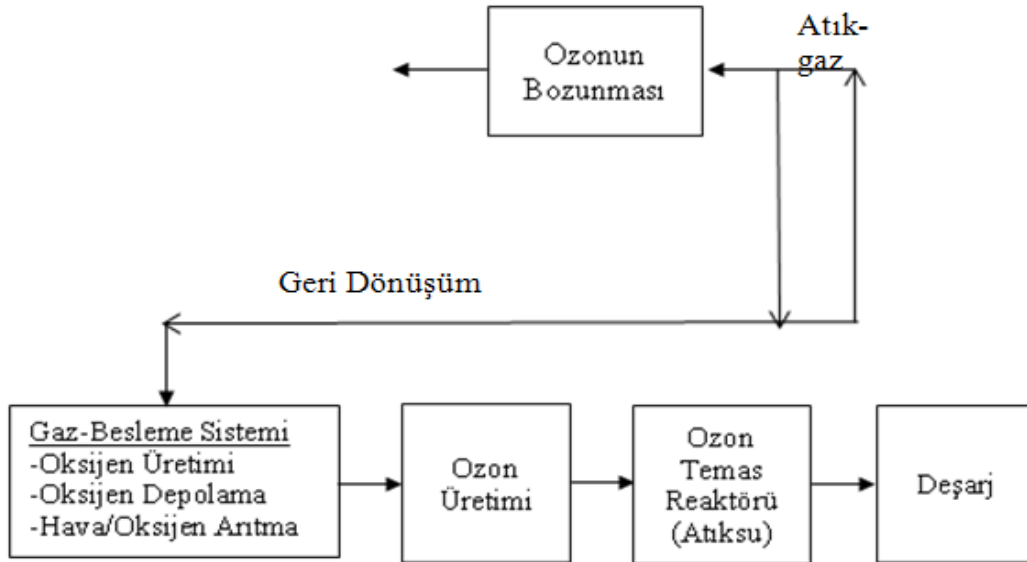 Atık-
gaz
Ozonun
Bozunması
Geri Dönüşüm
Gaz-Besleme Sistemi
-Oksijen Üretimi
-Oksijen Depolama
-Hava/Oksijen Arıtma
Ozon
Üretimi
Ozon
Temas
Reaktörü
(Atıksu)
Deşarj